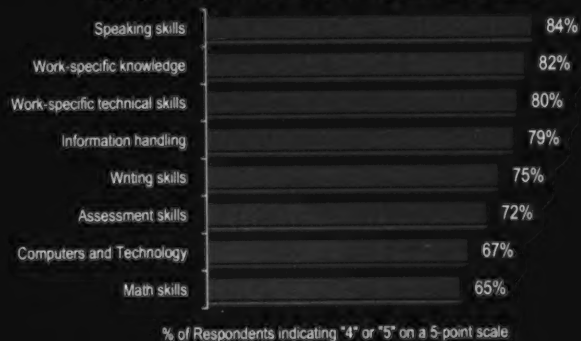 Speaking skills 84%
Work-specific knowledge 82%
Work-specific technical skills 80%
Information handling 79%
Writing skills 75%
Assessment skills 72%
Computers and Technology 67%
Math skills 65%
% of Respondents indicating "4" or "5" on a 5-point scale